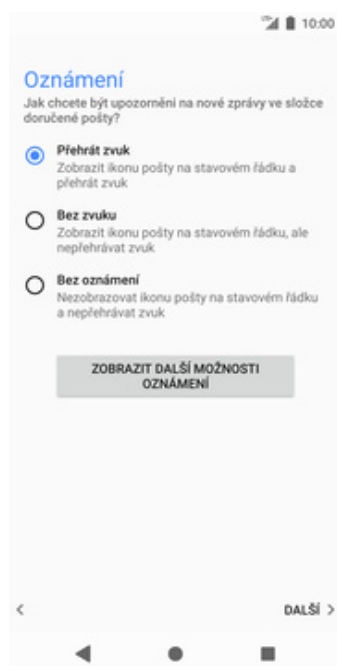 10:00
Oznámení
Jak chcete být upozorněni na nové zprávy ve složce
doručené pošty?
Přehrát zvuk
Zobrazit ikonu pošty na stavovém řádku a
přehrát zvuk
Bez zvuku
Zobrazit ikonu pošty na stavovém řádku, ale
nepřehrávat zvuk
Bez oznámení
Nezobrazovat ikonu pošty na stavovém řádku
a nepřehrávat zvuk
ZOBRAZIT DALŠÍ MOŽNOSTI
OZNÁMENÍ
< DALŠÍ >